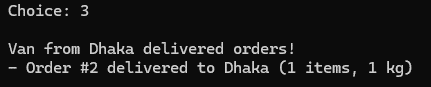 Choice: 3
Van from Dhaka delivered orders!
- Order #2 delivered to Dhaka (1 items, 1 kg)